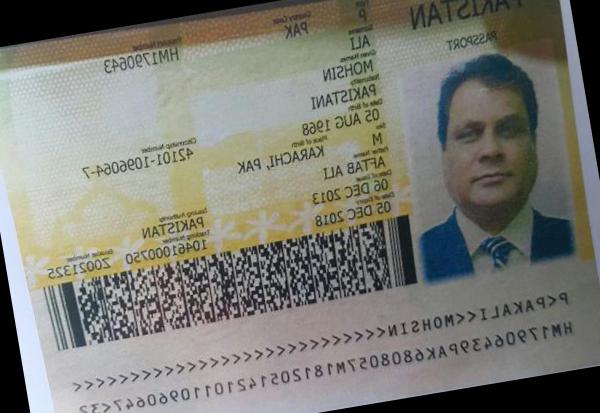 PAKISTAN
PASSPORT
Type
P
Country Code
PAK
Passport Number
HM1790643
Surname
ALI
Given Names
MOHSIN
Nationality
PAKISTANI
Date of Birth
05 AUG 1968
Citizenship Number
42101-1096064-7
Sex
M
Place of Birth
KARACHI, PAK
Father Name
AFTAB ALI
Date of Issue
06 DEC 2013
Issuing Authority
PAKISTAN
Date of Expiry
05 DEC 2018
Tracking Number
10461000750
Booklet Number
Z0021325
P<PAKALI<MOHSIN<<<<<<<<<<<<<<<<<<<<<<<<<<<<<
HM17906439PAK6808057M18120514210110960647<32